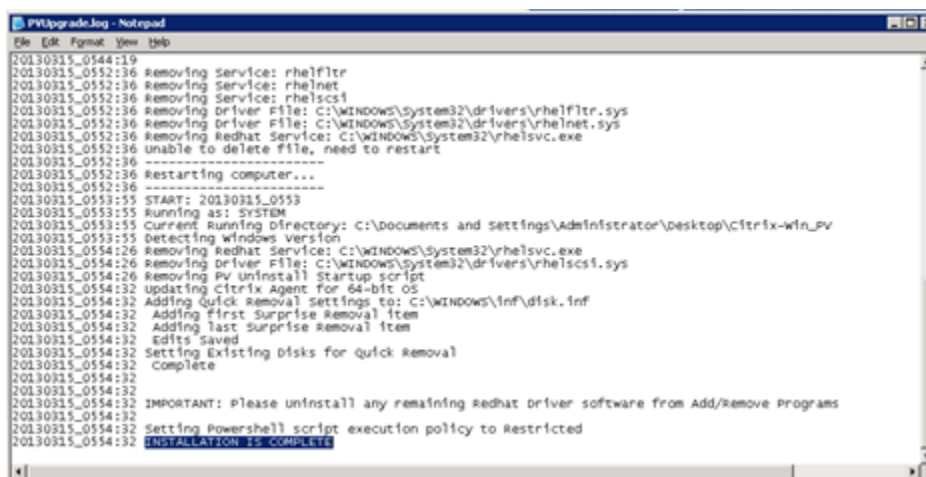 PVUpgrade.log - Notepad
File Edit Format View Help
20130315_0544:19
20130315_0552:36 Removing Service: rhelfltr
20130315_0552:36 Removing Service: rhelnet
20130315_0552:36 Removing Service: rhelscsi
20130315_0552:36 Removing Driver File: C:\WINDOWS\System32\drivers\rhelfltr.sys
20130315_0552:36 Removing Driver File: C:\WINDOWS\System32\drivers\rhelnet.sys
20130315_0552:36 Removing Redhat Service: C:\WINDOWS\System32\rhelsvc.exe
20130315_0552:36 Unable to delete file, need to restart
20130315_0552:36 -----------------------
20130315_0552:36 Restarting computer...
20130315_0552:36 -----------------------
20130315_0553:55 START: 20130315_0553
20130315_0553:55 Running as: SYSTEM
20130315_0553:55 Current Running Directory: C:\Documents and Settings\Administrator\Desktop\Citrix-Win_PV
20130315_0553:55 Detecting Windows Version
20130315_0554:26 Removing Redhat Service: C:\WINDOWS\System32\rhelsvc.exe
20130315_0554:26 Removing Driver File: C:\WINDOWS\System32\drivers\rhelscsi.sys
20130315_0554:26 Removing PV Uninstall Startup script
20130315_0554:32 Updating Citrix Agent for 64-bit OS
20130315_0554:32 Adding Quick Removal Settings to: C:\WINDOWS\inf\disk.inf
20130315_0554:32 Adding first Surprise Removal item
20130315_0554:32 Adding last Surprise Removal item
20130315_0554:32 Edits Saved
20130315_0554:32 Setting Existing Disks for Quick Removal
20130315_0554:32 Complete
20130315_0554:32
20130315_0554:32
20130315_0554:32 IMPORTANT: Please Uninstall any remaining Redhat Driver software from Add/Remove Programs
20130315_0554:32
20130315_0554:32 Setting Powershell script execution policy to Restricted
20130315_0554:32 INSTALLATION IS COMPLETE